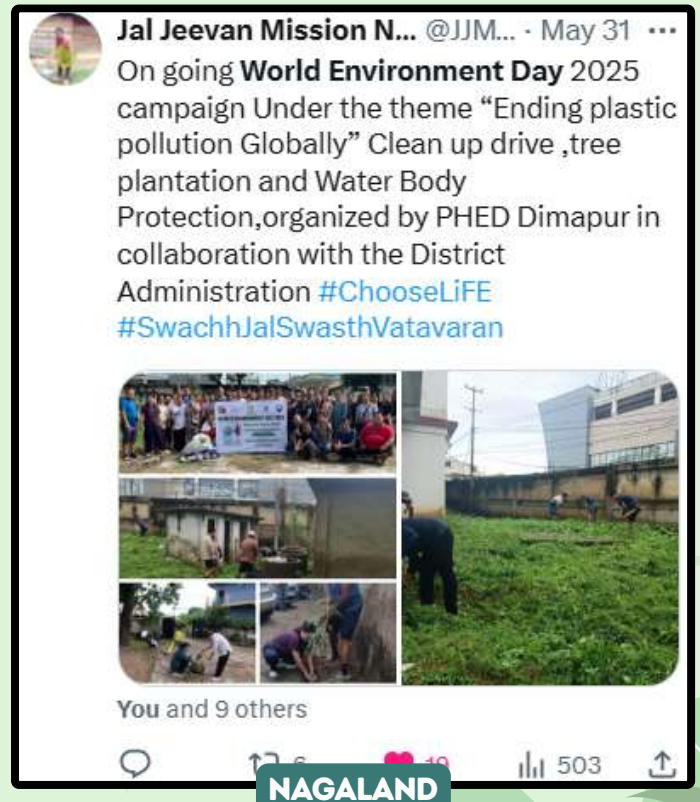 Jal Jeevan Mission N... @JJM... · May 31 ···
On going World Environment Day 2025
campaign Under the theme “Ending plastic
pollution Globally” Clean up drive ,tree
plantation and Water Body
Protection,organized by PHED Dimapur in
collaboration with the District
Administration #ChooseLiFE
#SwachhJalSwasthVatavaran
You and 9 others
6 19 503
NAGALAND